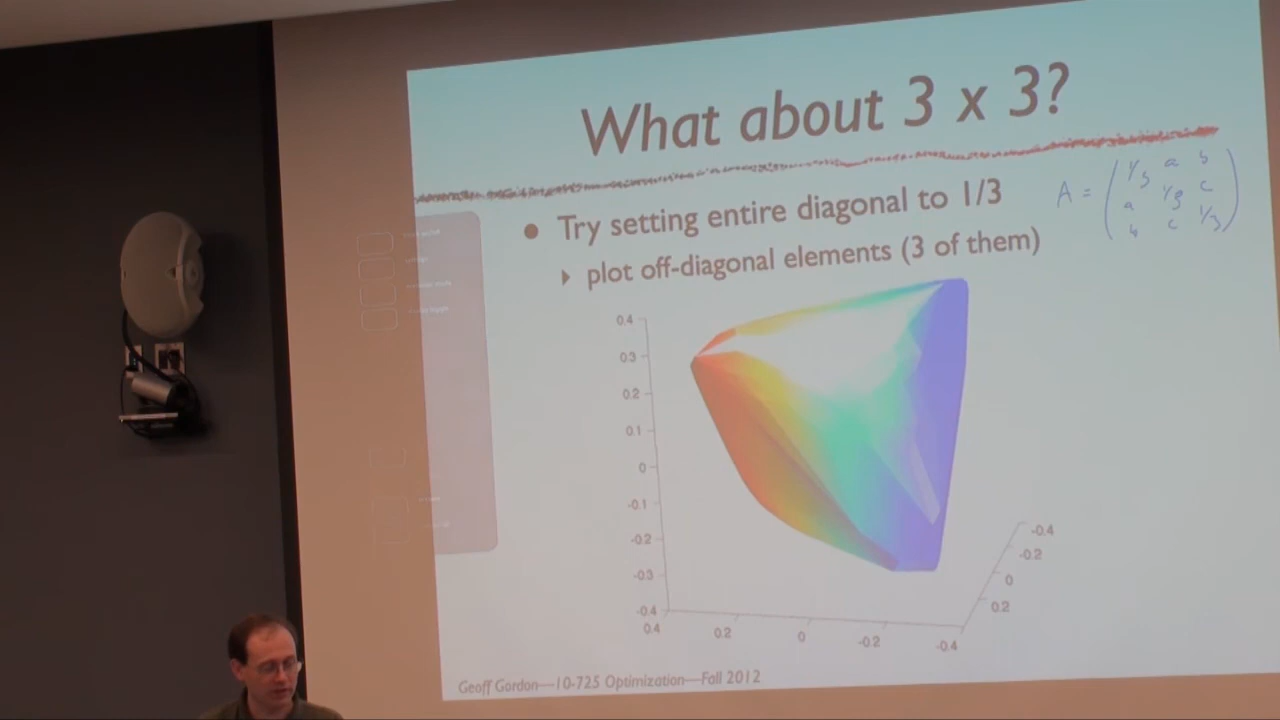 What about 3 x 3?
• Try setting entire diagonal to 1/3
A = ( 1/3 a b
a 1/3 c
b c 1/3 )
‣ plot off-diagonal elements (3 of them)
0.4
0.3
0.2
0.1
0
-0.1
-0.2
-0.3
-0.4
0.4 0.2 0 -0.2 -0.4
-0.4
-0.2
0
0.2
Geoff Gordon—10-725 Optimization—Fall 2012